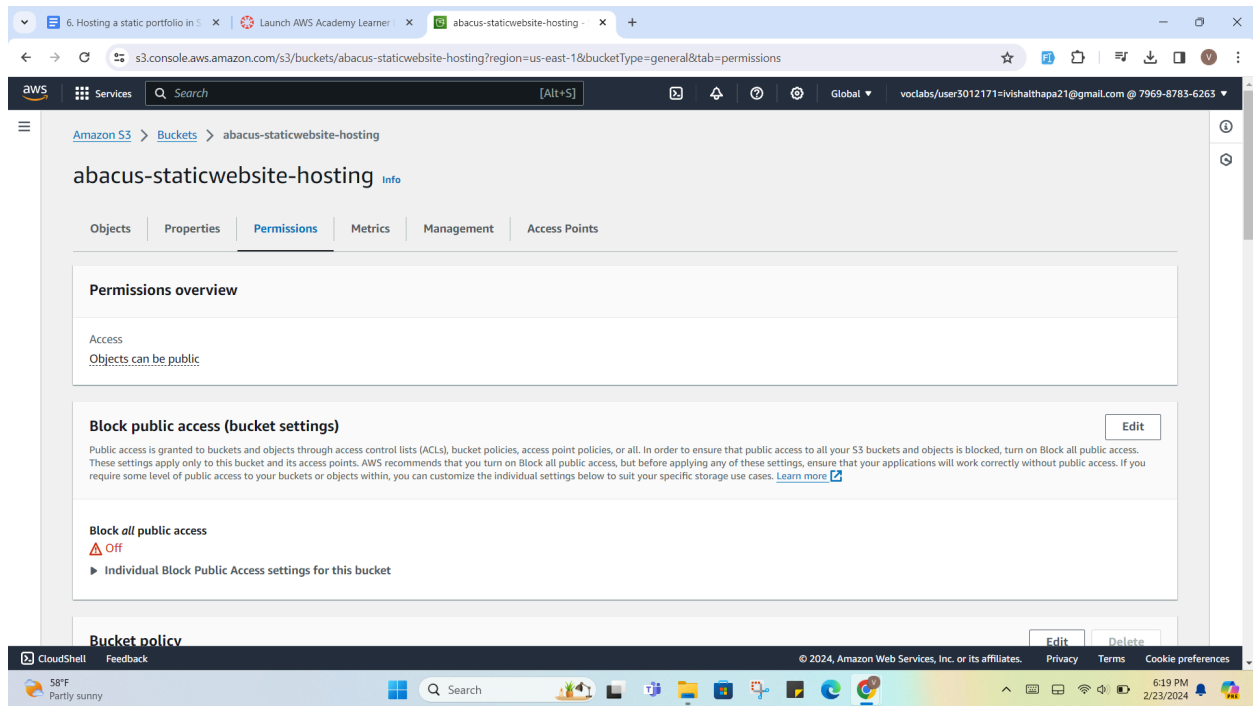 6. Hosting a static portfolio in S
Launch AWS Academy Learner
abacus-staticwebsite-hosting -
s3.console.aws.amazon.com/s3/buckets/abacus-staticwebsite-hosting?region=us-east-1&bucketType=general&tab=permissions
V
aws Services Search [Alt+S] Global voclabs/user3012171=ivishalthapa21@gmail.com @ 7969-8783-6263
Amazon S3 > Buckets > abacus-staticwebsite-hosting
abacus-staticwebsite-hosting Info
Objects Properties Permissions Metrics Management Access Points
Permissions overview
Access
Objects can be public
Block public access (bucket settings)
Edit
Public access is granted to buckets and objects through access control lists (ACLs), bucket policies, access point policies, or all. In order to ensure that public access to all your S3 buckets and objects is blocked, turn on Block all public access.
These settings apply only to this bucket and its access points. AWS recommends that you turn on Block all public access, but before applying any of these settings, ensure that your applications will work correctly without public access. If you
require some level of public access to your buckets or objects within, you can customize the individual settings below to suit your specific storage use cases. Learn more
Block all public access
Off
Individual Block Public Access settings for this bucket
Bucket policy
Edit Delete
CloudShell Feedback © 2024, Amazon Web Services, Inc. or its affiliates. Privacy Terms Cookie preferences
58°F
Partly sunny
Search
6:19 PM
2/23/2024